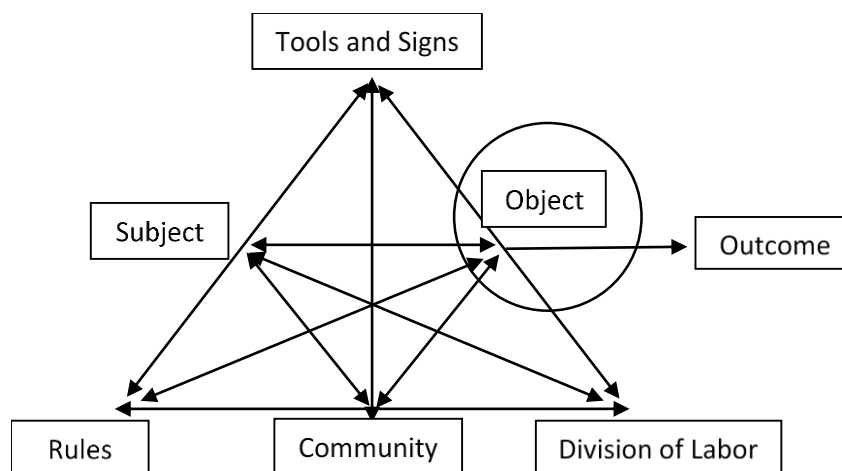 Tools and Signs
Object
Subject
Outcome
Rules
Community
Division of Labor